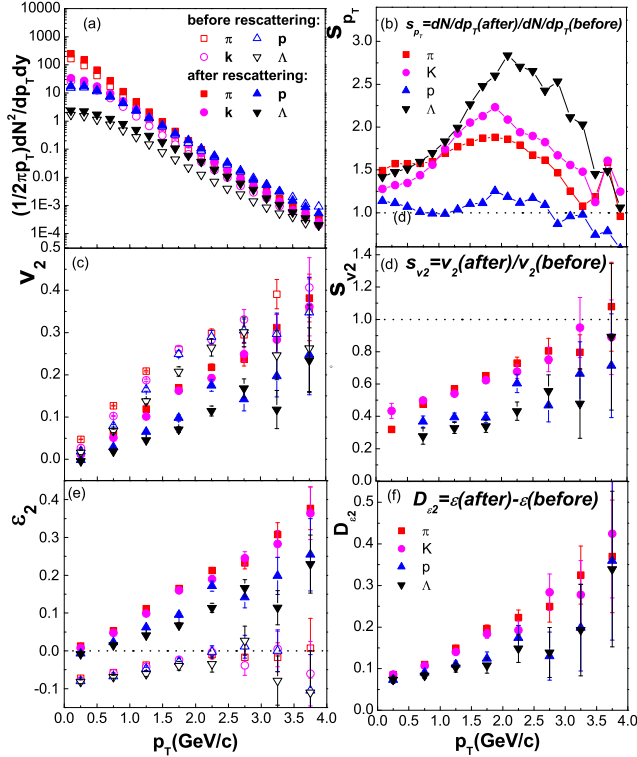 (a)
before rescattering:
π p
k Λ
after rescattering:
π p
k Λ
(1/2πp_T)dN²/dp_Tdy
10000
1000
100
10
1
0.1
0.01
1E-3
1E-4
(b) s_{p_T}=dN/dp_T(after)/dN/dp_T(before)
π
K
p
Λ
(d)
s_{p_T}
3.0
2.5
2.0
1.5
1.0
(c)
v_2
0.5
0.4
0.3
0.2
0.1
0.0
(d) s_{v2}=v_2(after)/v_2(before)
s_{v2}
1.4
1.2
1.0
0.8
0.6
0.4
0.2
0.0
(e)
ε_2
0.4
0.3
0.2
0.1
0.0
-0.1
0.0 0.5 1.0 1.5 2.0 2.5 3.0 3.5 4.0
p_T(GeV/c)
(f) D_{ε2}=ε(after)-ε(before)
π
K
p
Λ
D_{ε2}
0.5
0.4
0.3
0.2
0.1
0.0
0.0 0.5 1.0 1.5 2.0 2.5 3.0 3.5 4.0
p_T(GeV/c)